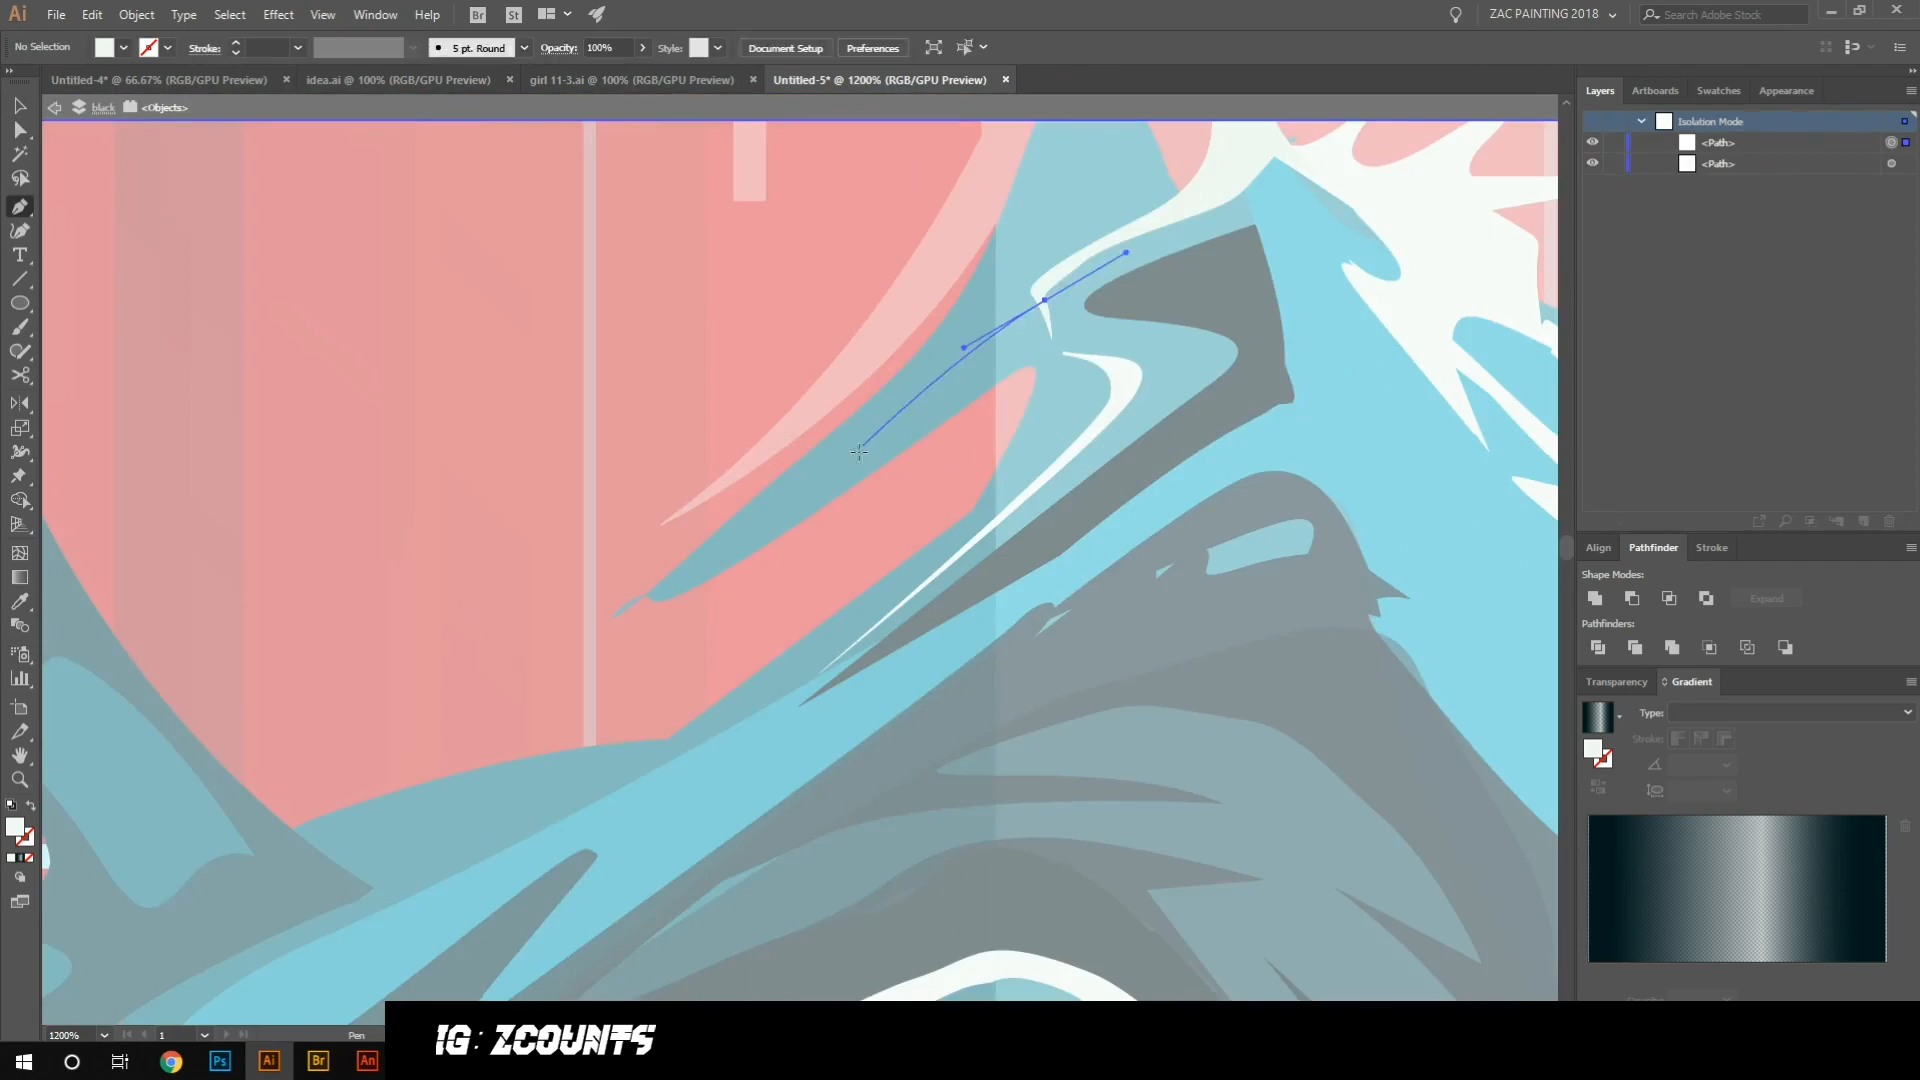 Ai File Edit Object Type Select Effect View Window Help Br St ZAC PAINTING 2018 Search Adobe Stock
No Selection Stroke: 5 pt. Round Opacity: 100% Style: Document Setup Preferences
Untitled-4* @ 66.67% (RGB/GPU Preview) × idea.ai @ 100% (RGB/GPU Preview) × girl 11-3.ai @ 100% (RGB/GPU Preview) × Untitled-5* @ 1200% (RGB/GPU Preview) ×
black <Objects>
Layers Artboards Swatches Appearance
Isolation Mode
<Path>
<Path>
Align Pathfinder Stroke
Shape Modes:
Expand
Pathfinders:
Transparency Gradient
Type:
Stroke:
1200% 1 Pen
IG: ZCOUNTS
Ps Ai Br An